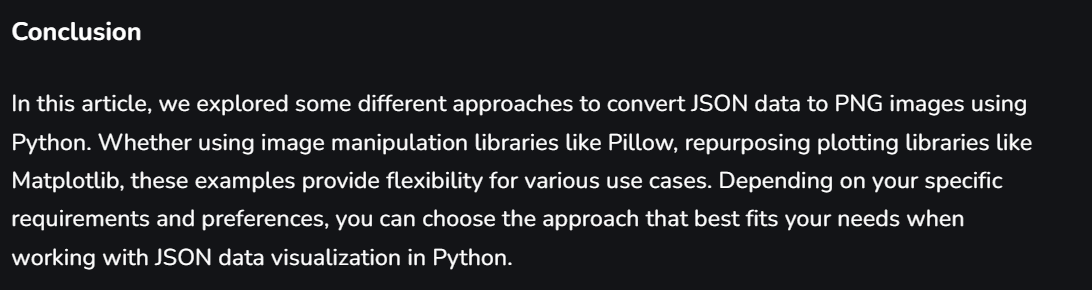 Conclusion
In this article, we explored some different approaches to convert JSON data to PNG images using
Python. Whether using image manipulation libraries like Pillow, repurposing plotting libraries like
Matplotlib, these examples provide flexibility for various use cases. Depending on your specific
requirements and preferences, you can choose the approach that best fits your needs when
working with JSON data visualization in Python.